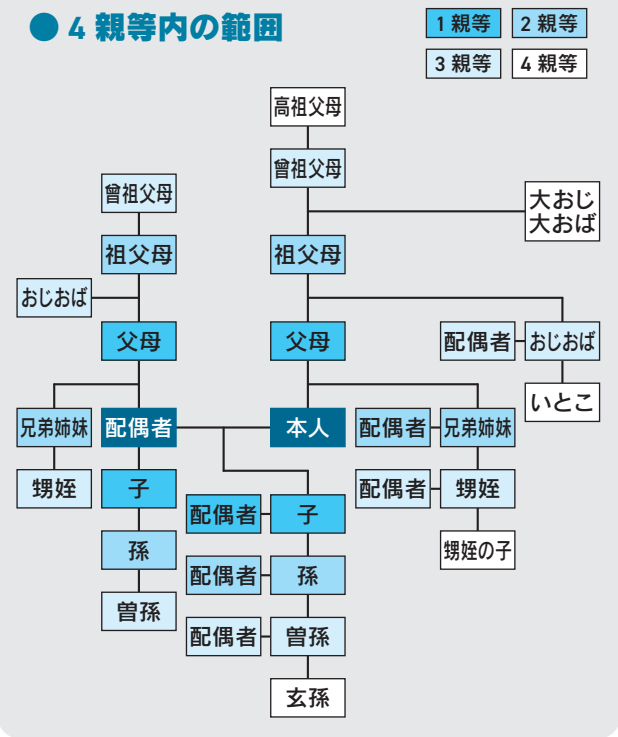 ● 4 親等内の範囲
1 親等
2 親等
3 親等
4 親等
高祖父母
曾祖父母
曾祖父母
大おじ
大おば
祖父母
祖父母
おじおば
父母
父母
配偶者
おじおば
いとこ
兄弟姉妹
配偶者
本人
配偶者
兄弟姉妹
甥姪
子
配偶者
子
配偶者
甥姪
孫
配偶者
孫
甥姪の子
曽孫
配偶者
曽孫
玄孫